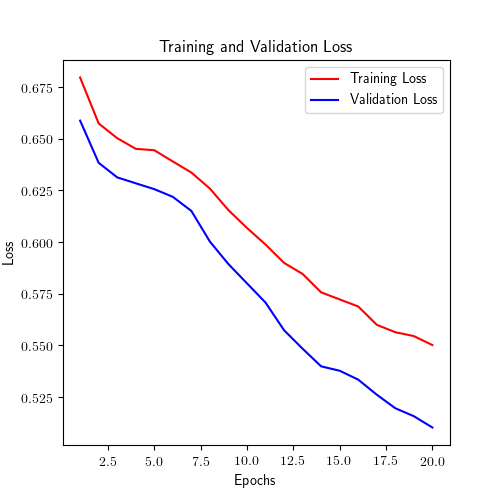 Training and Validation Loss
Training Loss
Validation Loss
0.675
0.650
0.625
0.600
0.575
0.550
0.525
Loss
2.5 5.0 7.5 10.0 12.5 15.0 17.5 20.0
Epochs